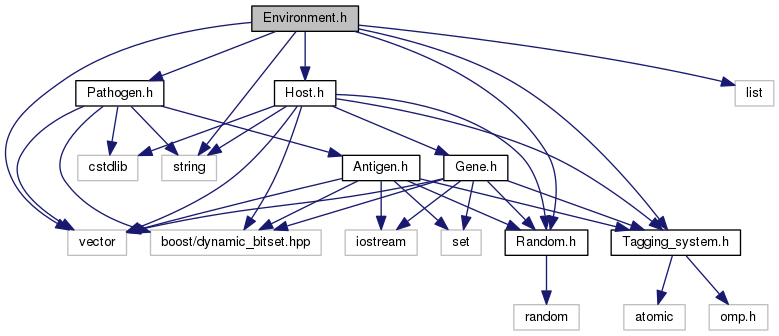 Environment.h
Pathogen.h
Host.h
list
cstdlib
string
Antigen.h
Gene.h
vector
boost/dynamic_bitset.hpp
iostream
set
Random.h
Tagging_system.h
random
atomic
omp.h